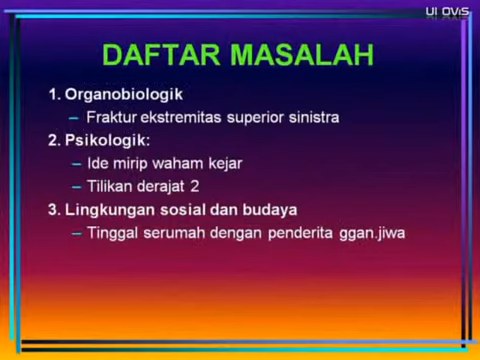 UI OViS
DAFTAR MASALAH
1. Organobiologik
– Fraktur ekstremitas superior sinistra
2. Psikologik:
– Ide mirip waham kejar
– Tilikan derajat 2
3. Lingkungan sosial dan budaya
– Tinggal serumah dengan penderita ggan.jiwa